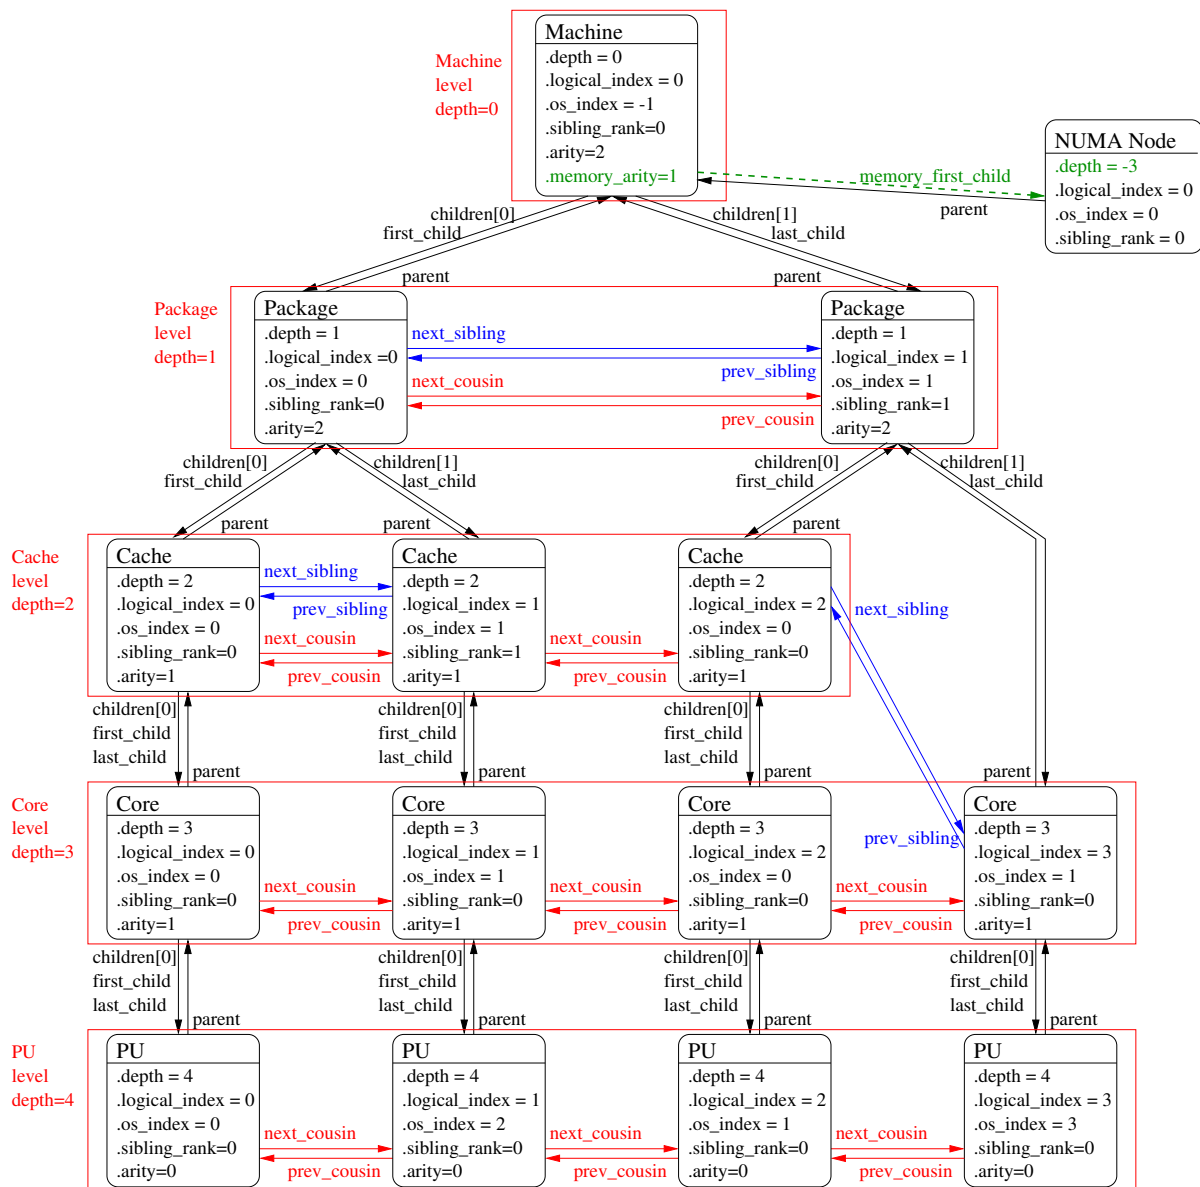 Machine
level
depth=0
Machine
.depth = 0
.logical_index = 0
.os_index = -1
.sibling_rank=0
.arity=2
.memory_arity=1
NUMA Node
.depth = -3
.logical_index = 0
.os_index = 0
.sibling_rank = 0
memory_first_child
parent
children[0]
first_child
parent
children[1]
last_child
parent
Package
level
depth=1
Package
.depth = 1
.logical_index =0
.os_index = 0
.sibling_rank=0
.arity=2
next_sibling
prev_sibling
next_cousin
prev_cousin
Package
.depth = 1
.logical_index = 1
.os_index = 1
.sibling_rank=1
.arity=2
children[0]
first_child
parent
children[1]
last_child
parent
children[0]
first_child
parent
children[1]
last_child
Cache
level
depth=2
Cache
.depth = 2
.logical_index = 0
.os_index = 0
.sibling_rank=0
.arity=1
next_sibling
prev_sibling
next_cousin
prev_cousin
Cache
.depth = 2
.logical_index = 1
.os_index = 1
.sibling_rank=1
.arity=1
next_cousin
prev_cousin
Cache
.depth = 2
.logical_index = 2
.os_index = 0
.sibling_rank=0
.arity=1
next_sibling
prev_sibling
children[0]
first_child
last_child
parent
children[0]
first_child
last_child
parent
children[0]
first_child
last_child
parent
parent
Core
level
depth=3
Core
.depth = 3
.logical_index = 0
.os_index = 0
.sibling_rank=0
.arity=1
next_cousin
prev_cousin
Core
.depth = 3
.logical_index = 1
.os_index = 1
.sibling_rank=0
.arity=1
next_cousin
prev_cousin
Core
.depth = 3
.logical_index = 2
.os_index = 0
.sibling_rank=0
.arity=1
next_cousin
prev_cousin
Core
.depth = 3
.logical_index = 3
.os_index = 1
.sibling_rank=0
.arity=1
children[0]
first_child
last_child
parent
children[0]
first_child
last_child
parent
children[0]
first_child
last_child
parent
children[0]
first_child
last_child
parent
PU
level
depth=4
PU
.depth = 4
.logical_index = 0
.os_index = 0
.sibling_rank=0
.arity=0
next_cousin
prev_cousin
PU
.depth = 4
.logical_index = 1
.os_index = 2
.sibling_rank=0
.arity=0
next_cousin
prev_cousin
PU
.depth = 4
.logical_index = 2
.os_index = 1
.sibling_rank=0
.arity=0
next_cousin
prev_cousin
PU
.depth = 4
.logical_index = 3
.os_index = 3
.sibling_rank=0
.arity=0